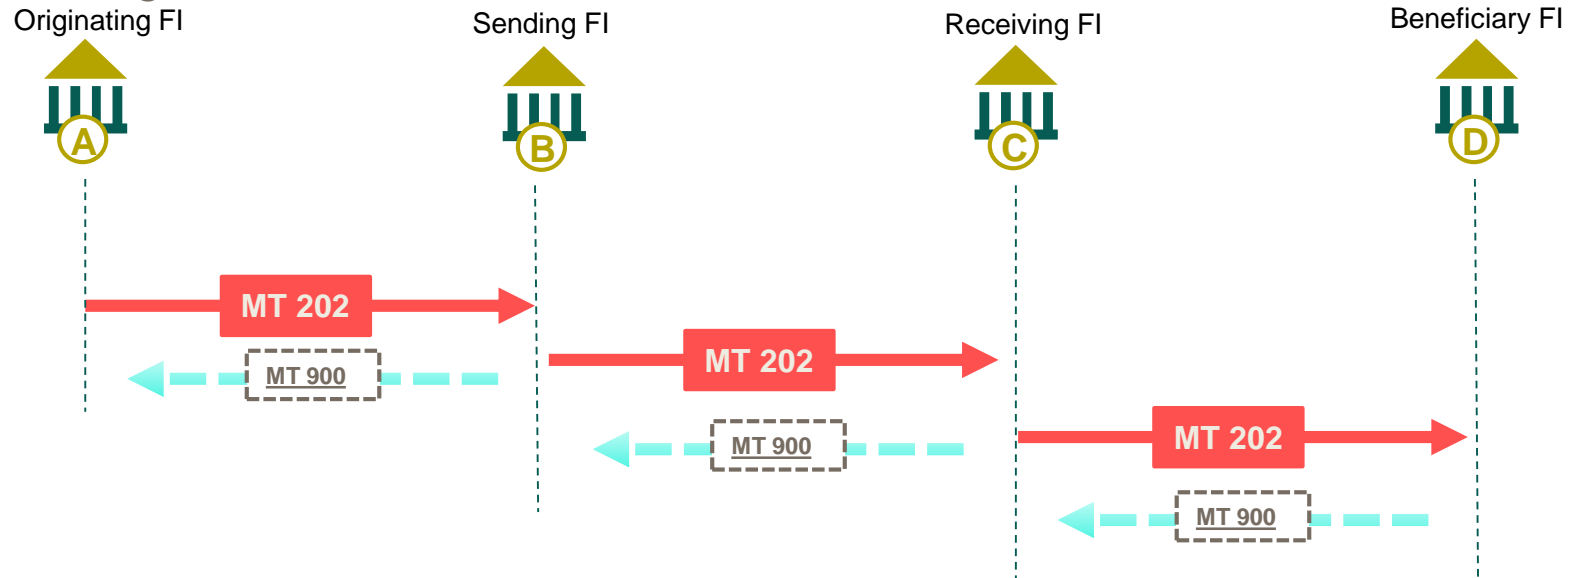 Originating FI
Sending FI
Receiving FI
Beneficiary FI
A
B
C
D
MT 202
MT 900
MT 202
MT 900
MT 202
MT 900